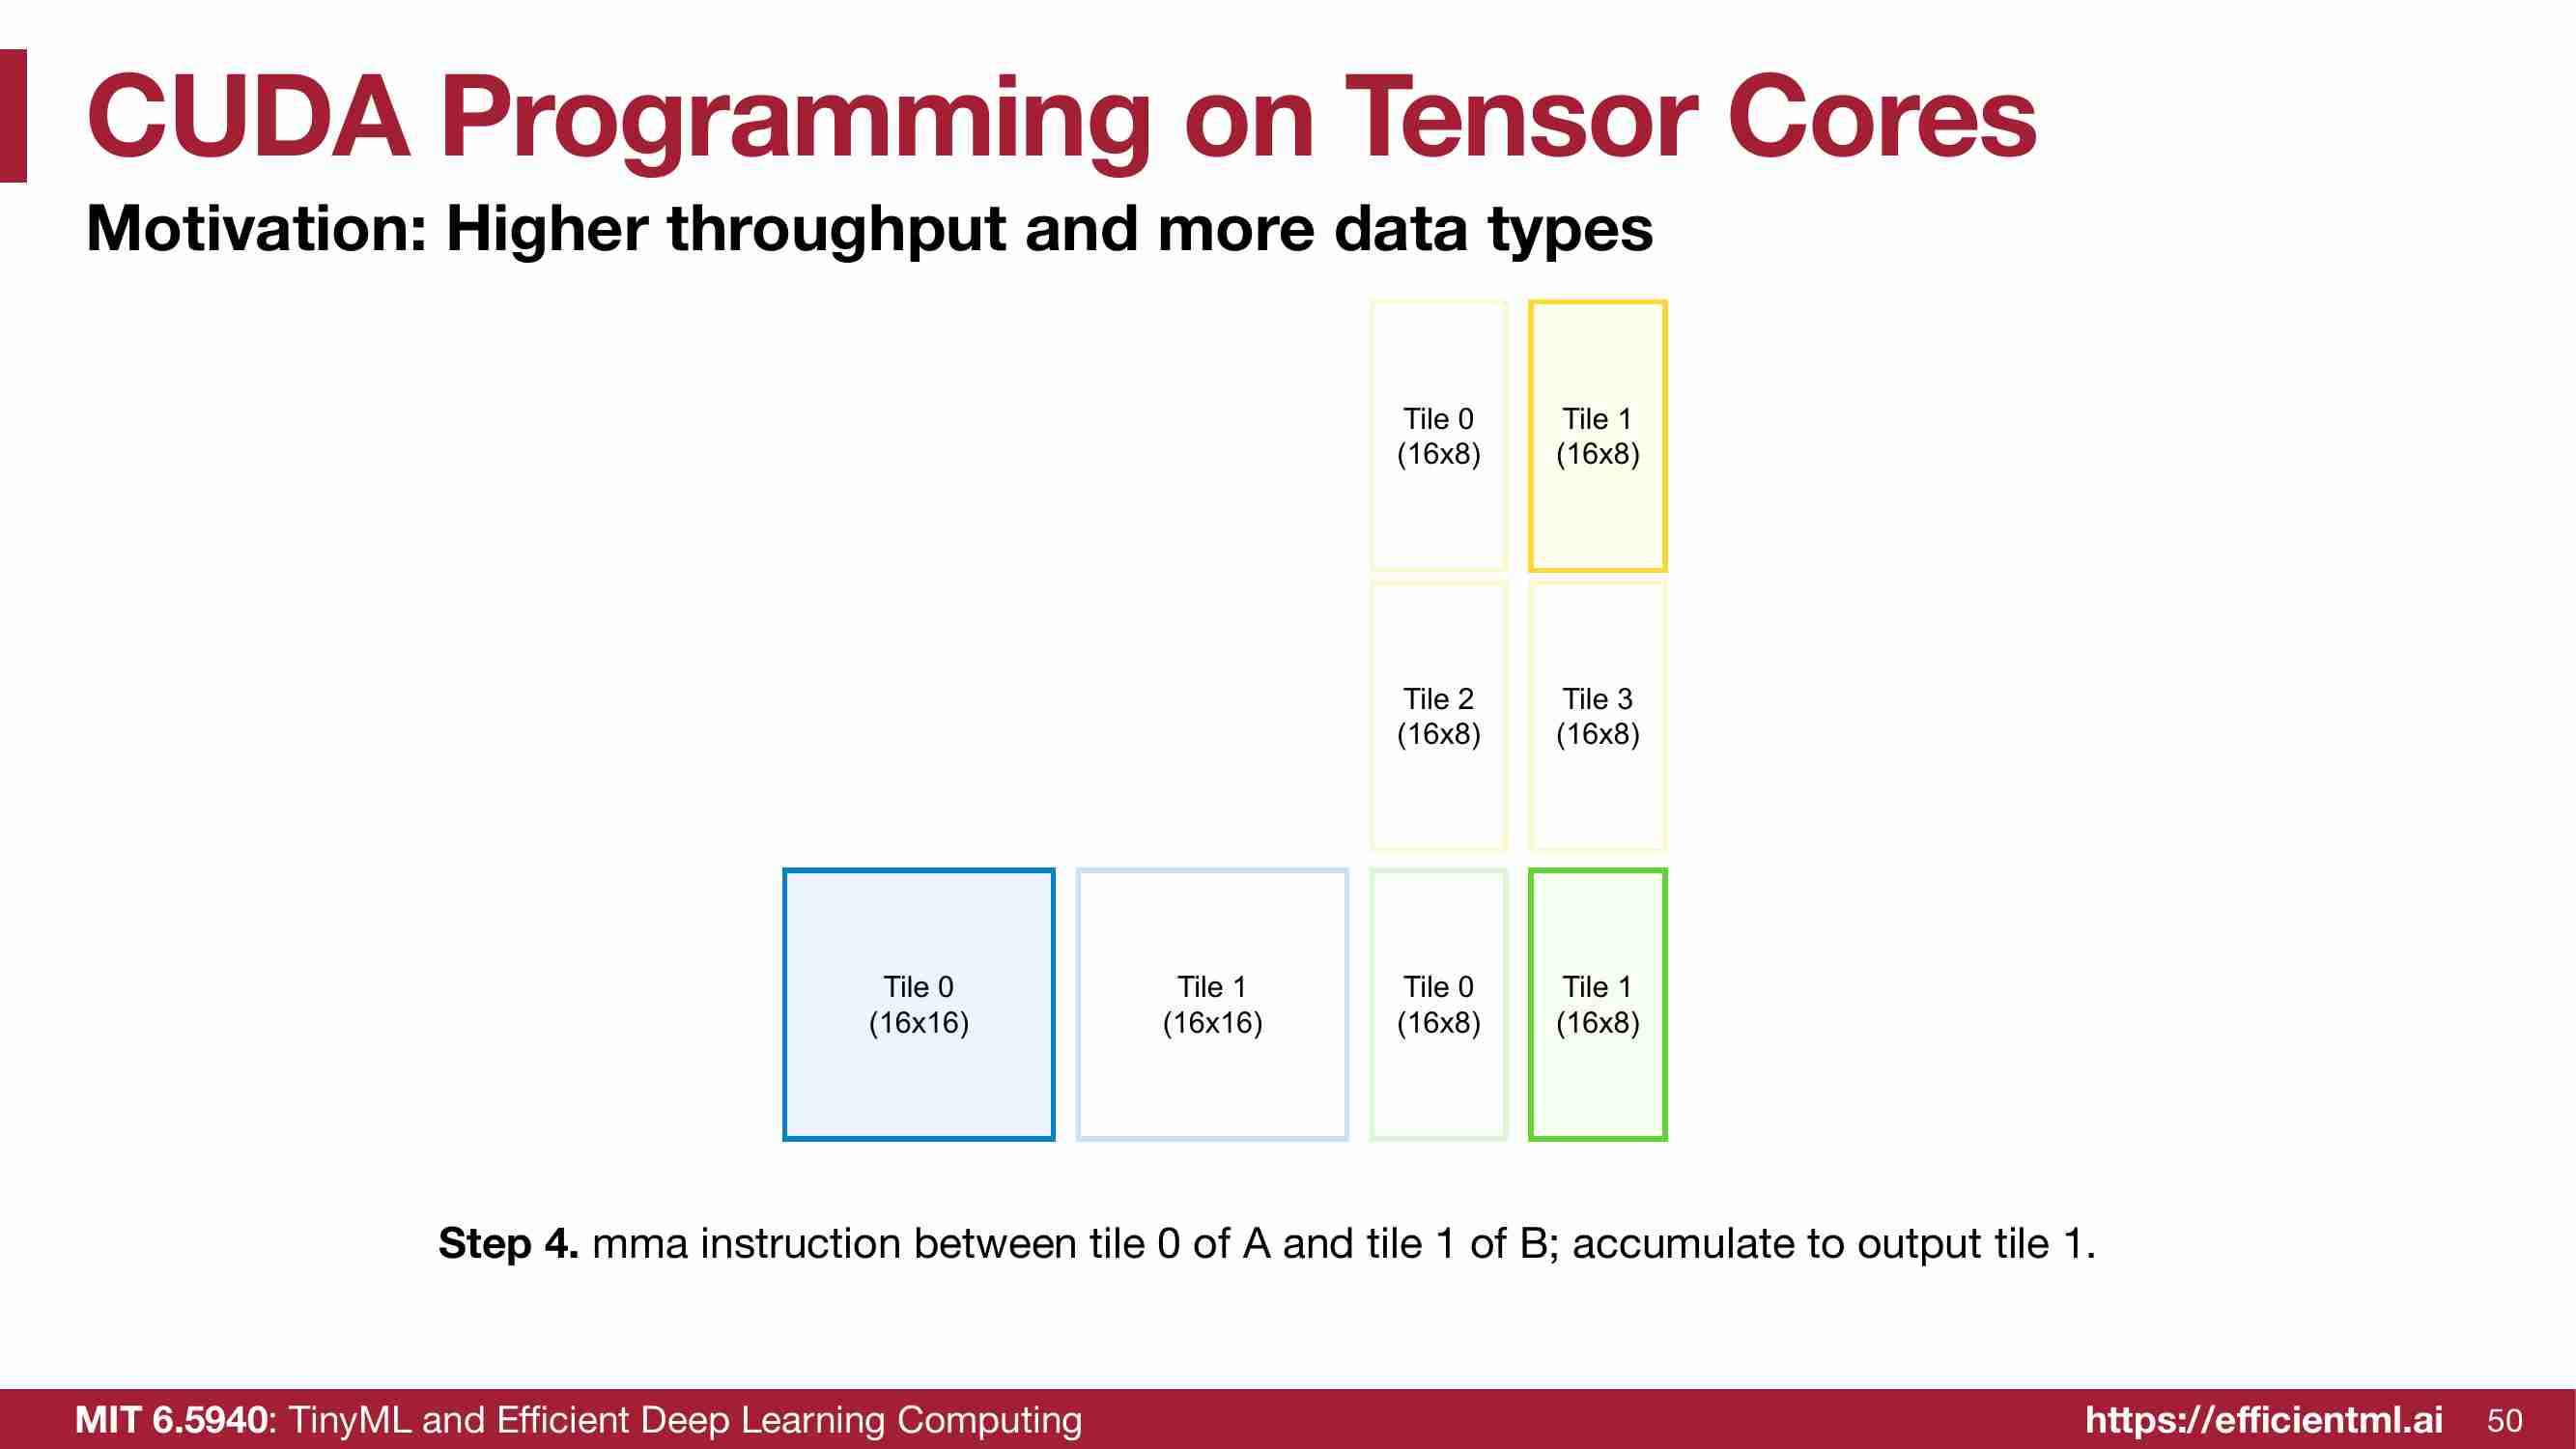 CUDA Programming on Tensor Cores
Motivation: Higher throughput and more data types
Tile 0
(16x8)
Tile 1
(16x8)
Tile 2
(16x8)
Tile 3
(16x8)
Tile 0
(16x16)
Tile 1
(16x16)
Tile 0
(16x8)
Tile 1
(16x8)
Step 4. mma instruction between tile 0 of A and tile 1 of B; accumulate to output tile 1.
MIT 6.5940: TinyML and Efficient Deep Learning Computing
https://efficientml.ai
50